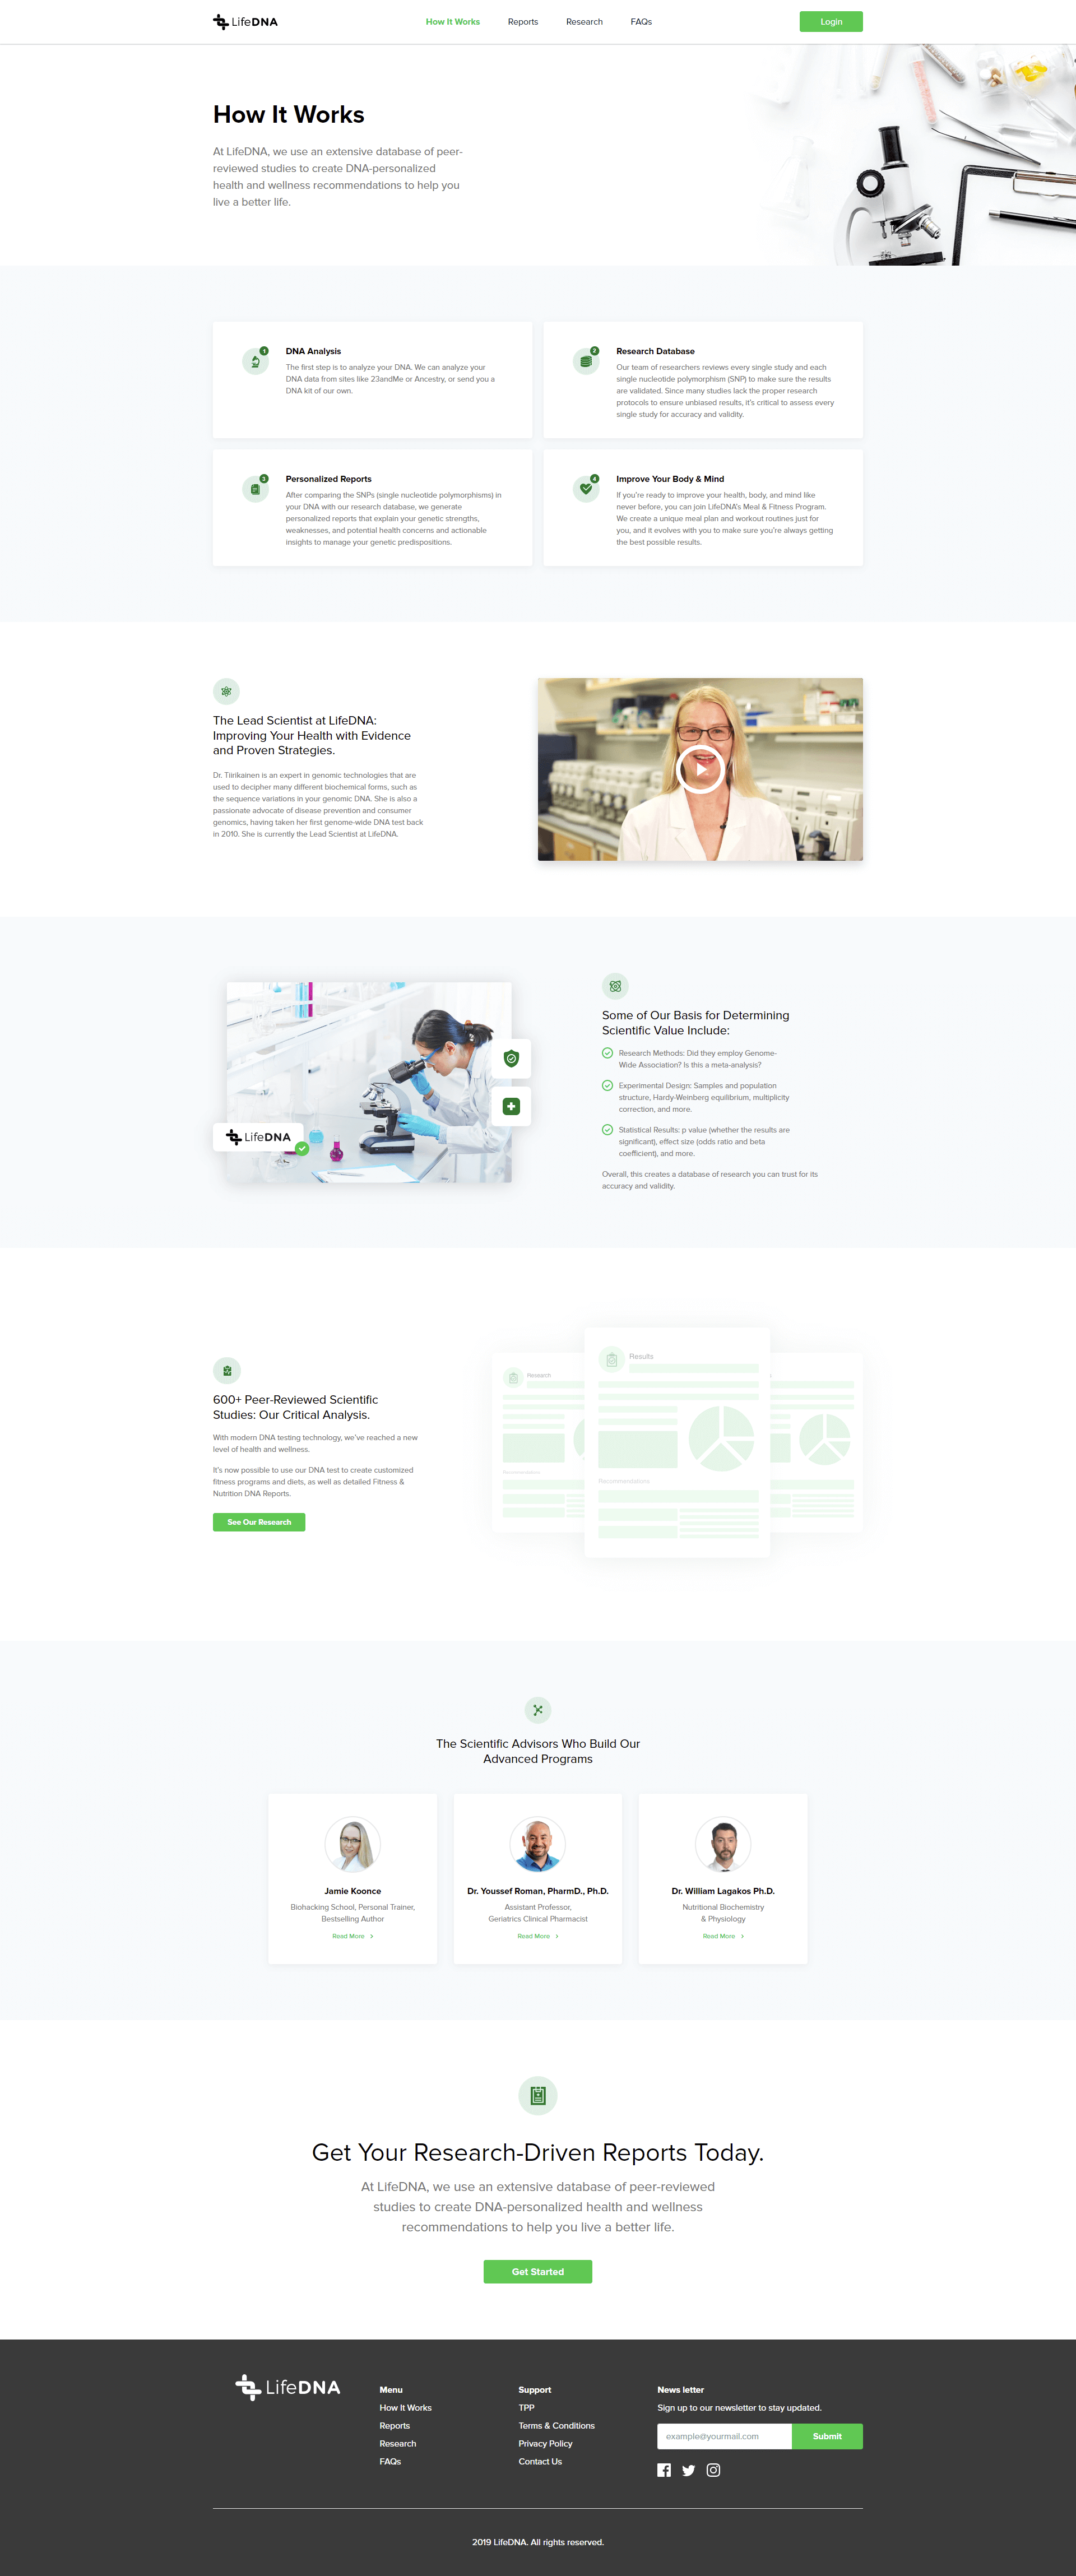 LifeDNA
How It Works
Reports
Research
FAQs
Login
How It Works
At LifeDNA, we use an extensive database of peer-
reviewed studies to create DNA-personalized
health and wellness recommendations to help you
live a better life.
1
DNA Analysis
The first step is to analyze your DNA. We can analyze your
DNA data from sites like 23andMe or Ancestry, or send you a
DNA kit of our own.
2
Research Database
Our team of researchers reviews every single study and each
single nucleotide polymorphism (SNP) to make sure the results
are validated. Since many studies lack the proper research
protocols to ensure unbiased results, it's critical to assess every
single study for accuracy and validity.
3
Personalized Reports
After comparing the SNPs (single nucleotide polymorphisms) in
your DNA with our research database, we generate
personalized reports that explain your genetic strengths,
weaknesses, and potential health concerns and actionable
insights to manage your genetic predispositions.
4
Improve Your Body & Mind
If you're ready to improve your health, body, and mind like
never before, you can join LifeDNA's Meal & Fitness Program.
We create a unique meal plan and workout routines just for
you, and it evolves with you to make sure you're always getting
the best possible results.
The Lead Scientist at LifeDNA:
Improving Your Health with Evidence
and Proven Strategies.
Dr. Tiirikainen is an expert in genomic technologies that are
used to decipher many different biochemical forms, such as
the sequence variations in your genomic DNA. She is also a
passionate advocate of disease prevention and consumer
genomics, having taken her first genome-wide DNA test back
in 2010. She is currently the Lead Scientist at LifeDNA.
LifeDNA
Some of Our Basis for Determining
Scientific Value Include:
Research Methods: Did they employ Genome-
Wide Association? Is this a meta-analysis?
Experimental Design: Samples and population
structure, Hardy-Weinberg equilibrium, multiplicity
correction, and more.
Statistical Results: p value (whether the results are
significant), effect size (odds ratio and beta
coefficient), and more.
Overall, this creates a database of research you can trust for its
accuracy and validity.
600+ Peer-Reviewed Scientific
Studies: Our Critical Analysis.
With modern DNA testing technology, we've reached a new
level of health and wellness.
It's now possible to use our DNA test to create customized
fitness programs and diets, as well as detailed Fitness &
Nutrition DNA Reports.
See Our Research
Research
Recommendations
Results
Recommendations
The Scientific Advisors Who Build Our
Advanced Programs
Jamie Koonce
Biohacking School, Personal Trainer,
Bestselling Author
Read More
Dr. Youssef Roman, PharmD., Ph.D.
Assistant Professor,
Geriatrics Clinical Pharmacist
Read More
Dr. William Lagakos Ph.D.
Nutritional Biochemistry
& Physiology
Read More
Get Your Research-Driven Reports Today.
At LifeDNA, we use an extensive database of peer-reviewed
studies to create DNA-personalized health and wellness
recommendations to help you live a better life.
Get Started
LifeDNA
Menu
How It Works
Reports
Research
FAQs
Support
TPP
Terms & Conditions
Privacy Policy
Contact Us
News letter
Sign up to our newsletter to stay updated.
example@yourmail.com
Submit
2019 LifeDNA. All rights reserved.